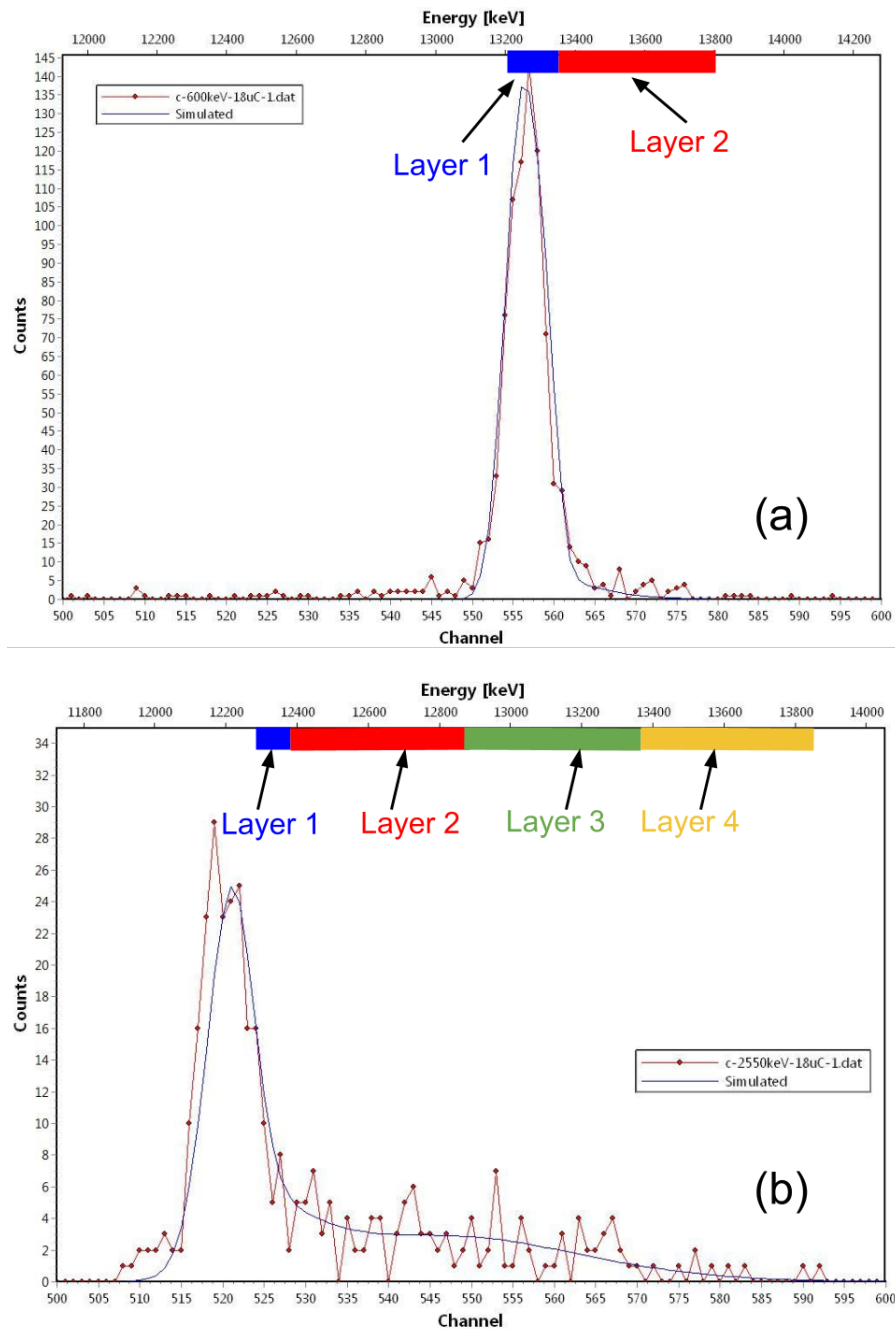 Energy [keV]
12000 12200 12400 12600 12800 13000 13200 13400 13600 13800 14000 14200
145
135
130
125
120
115
110
105
100
95
90
85
80
75
70
65
60
55
50
45
40
35
30
25
20
15
10
5
0
Counts
c-600keV-18uC-1.dat
Simulated
Layer 1
Layer 2
(a)
500 505 510 515 520 525 530 535 540 545 550 555 560 565 570 575 580 585 590 595 600
Channel
Energy [keV]
11800 12000 12200 12400 12600 12800 13000 13200 13400 13600 13800 14000
34
32
30
28
26
24
22
20
18
16
14
12
10
8
6
4
2
0
Counts
Layer 1
Layer 2
Layer 3
Layer 4
c-2550keV-18uC-1.dat
Simulated
(b)
500 505 510 515 520 525 530 535 540 545 550 555 560 565 570 575 580 585 590 595 600
Channel